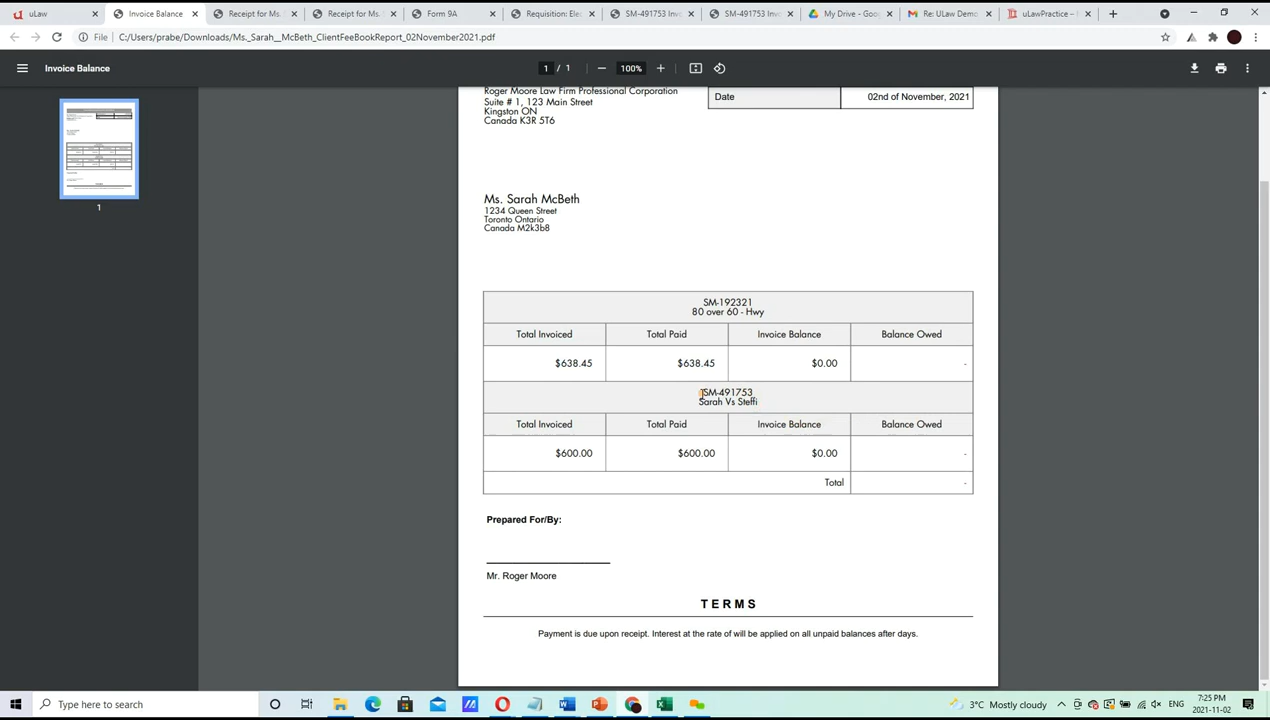 uLaw
Invoice Balance
Receipt for Ms.
Receipt for Ms.
Form 9A
Requisition: Ele
SM-491753 Invo
SM-491753 Invo
My Drive - Goog
Re: ULaw Demo
uLawPractice –
File
C:/Users/prabe/Downloads/Ms._Sarah__McBeth_ClientFeeBookReport_02November2021.pdf
Invoice Balance
1 / 1
100%
1
Roger Moore Law Firm Professional Corporation
Suite # 1, 123 Main Street
Kingston ON
Canada K3R 5T6
Date
02nd of November, 2021
Ms. Sarah McBeth
1234 Queen Street
Toronto Ontario
Canada M2k3b8
SM-192321
80 over 60 - Hwy
Total Invoiced
Total Paid
Invoice Balance
Balance Owed
$638.45
$638.45
$0.00
-
SM-491753
Sarah Vs Steffi
Total Invoiced
Total Paid
Invoice Balance
Balance Owed
$600.00
$600.00
$0.00
-
Total
-
Prepared For/By:
Mr. Roger Moore
TERMS
Payment is due upon receipt. Interest at the rate of will be applied on all unpaid balances after days.
Type here to search
3°C Mostly cloudy
ENG
7:25 PM
2021-11-02